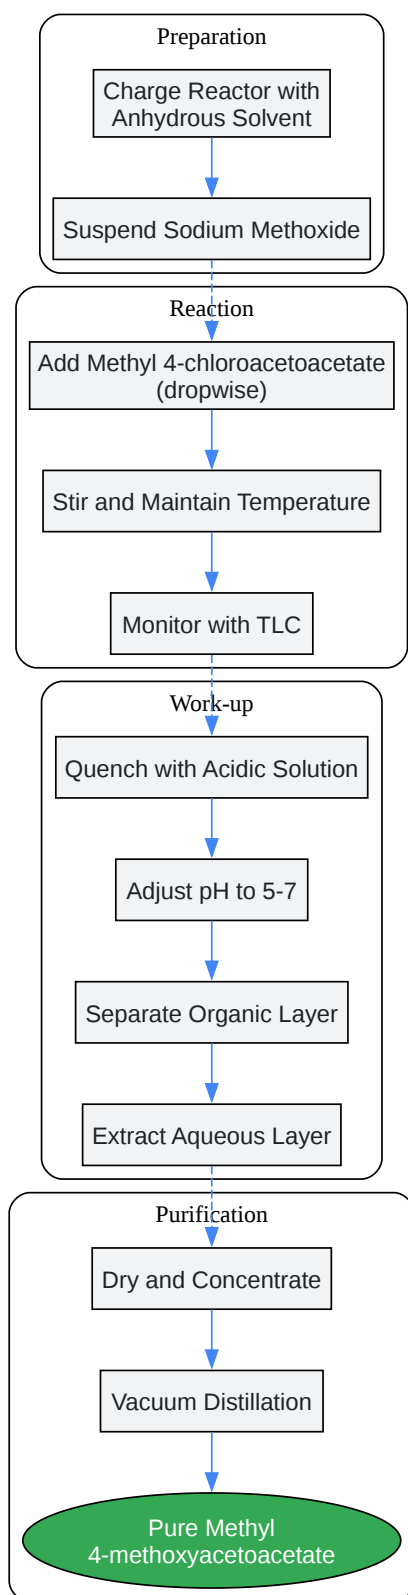 Preparation
Charge Reactor with
Anhydrous Solvent
Suspend Sodium Methoxide
Reaction
Add Methyl 4-chloroacetoacetate
(dropwise)
Stir and Maintain Temperature
Monitor with TLC
Work-up
Quench with Acidic Solution
Adjust pH to 5-7
Separate Organic Layer
Extract Aqueous Layer
Purification
Dry and Concentrate
Vacuum Distillation
Pure Methyl
4-methoxyacetoacetate